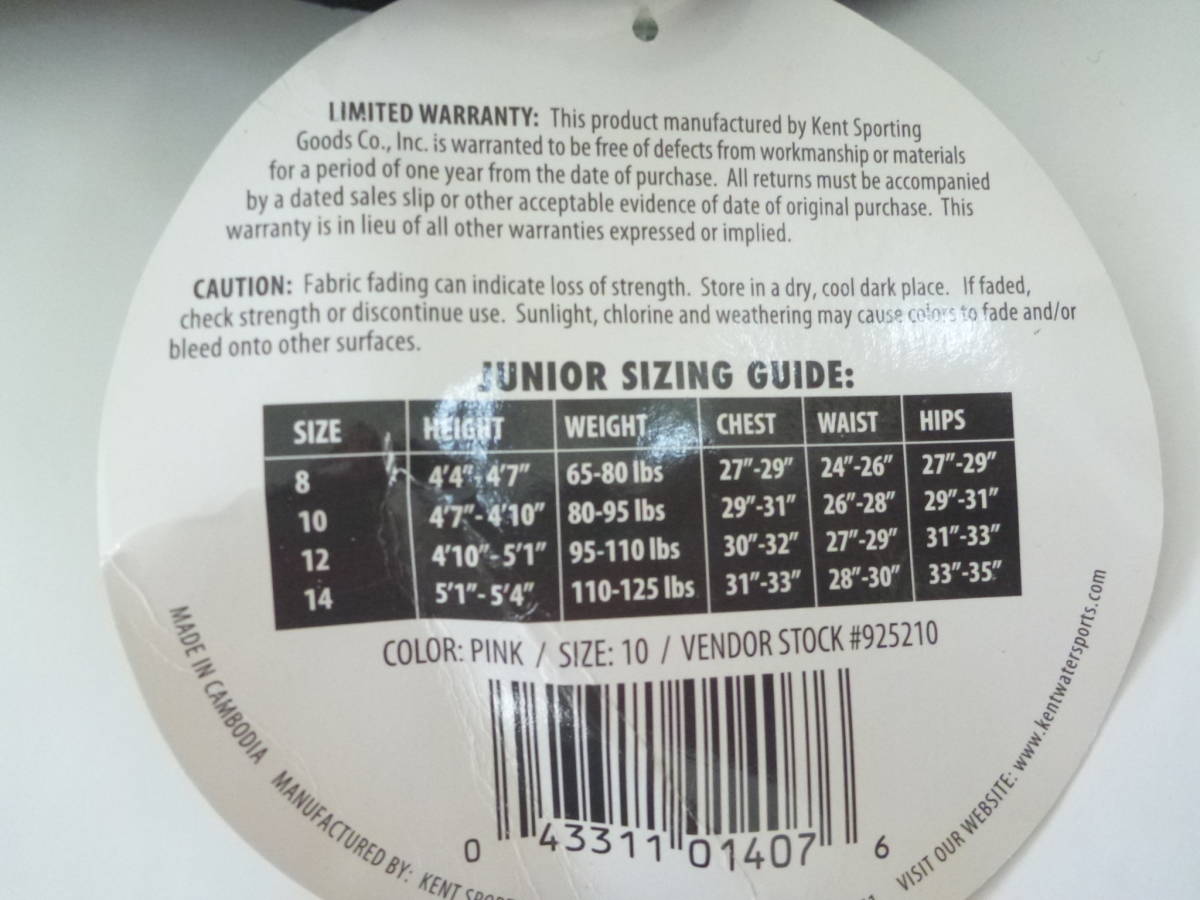 LIMITED WARRANTY: This product manufactured by Kent Sporting
Goods Co., Inc. is warranted to be free of defects from workmanship or materials
for a period of one year from the date of purchase. All returns must be accompanied
by a dated sales slip or other acceptable evidence of date of original purchase. This
warranty is in lieu of all other warranties expressed or implied.
CAUTION: Fabric fading can indicate loss of strength. Store in a dry, cool dark place. If faded,
check strength or discontinue use. Sunlight, chlorine and weathering may cause colors to fade and/or
bleed onto other surfaces.
JUNIOR SIZING GUIDE:
SIZE HEIGHT WEIGHT CHEST WAIST HIPS
8 4'4"-4'7" 65-80 lbs 27"-29" 24"-26" 27"-29"
10 4'7"-4'10" 80-95 lbs 29"-31" 26"-28" 29"-31"
12 4'10"-5'1" 95-110 lbs 30"-32" 27"-29" 31"-33"
14 5'1"-5'4" 110-125 lbs 31"-33" 28"-30" 33"-35"
COLOR: PINK / SIZE: 10 / VENDOR STOCK #925210
0 43311 01407 6
MADE IN CAMBODIA MANUFACTURED BY: KENT
VISIT OUR WEBSITE: www.kentwatersports.com